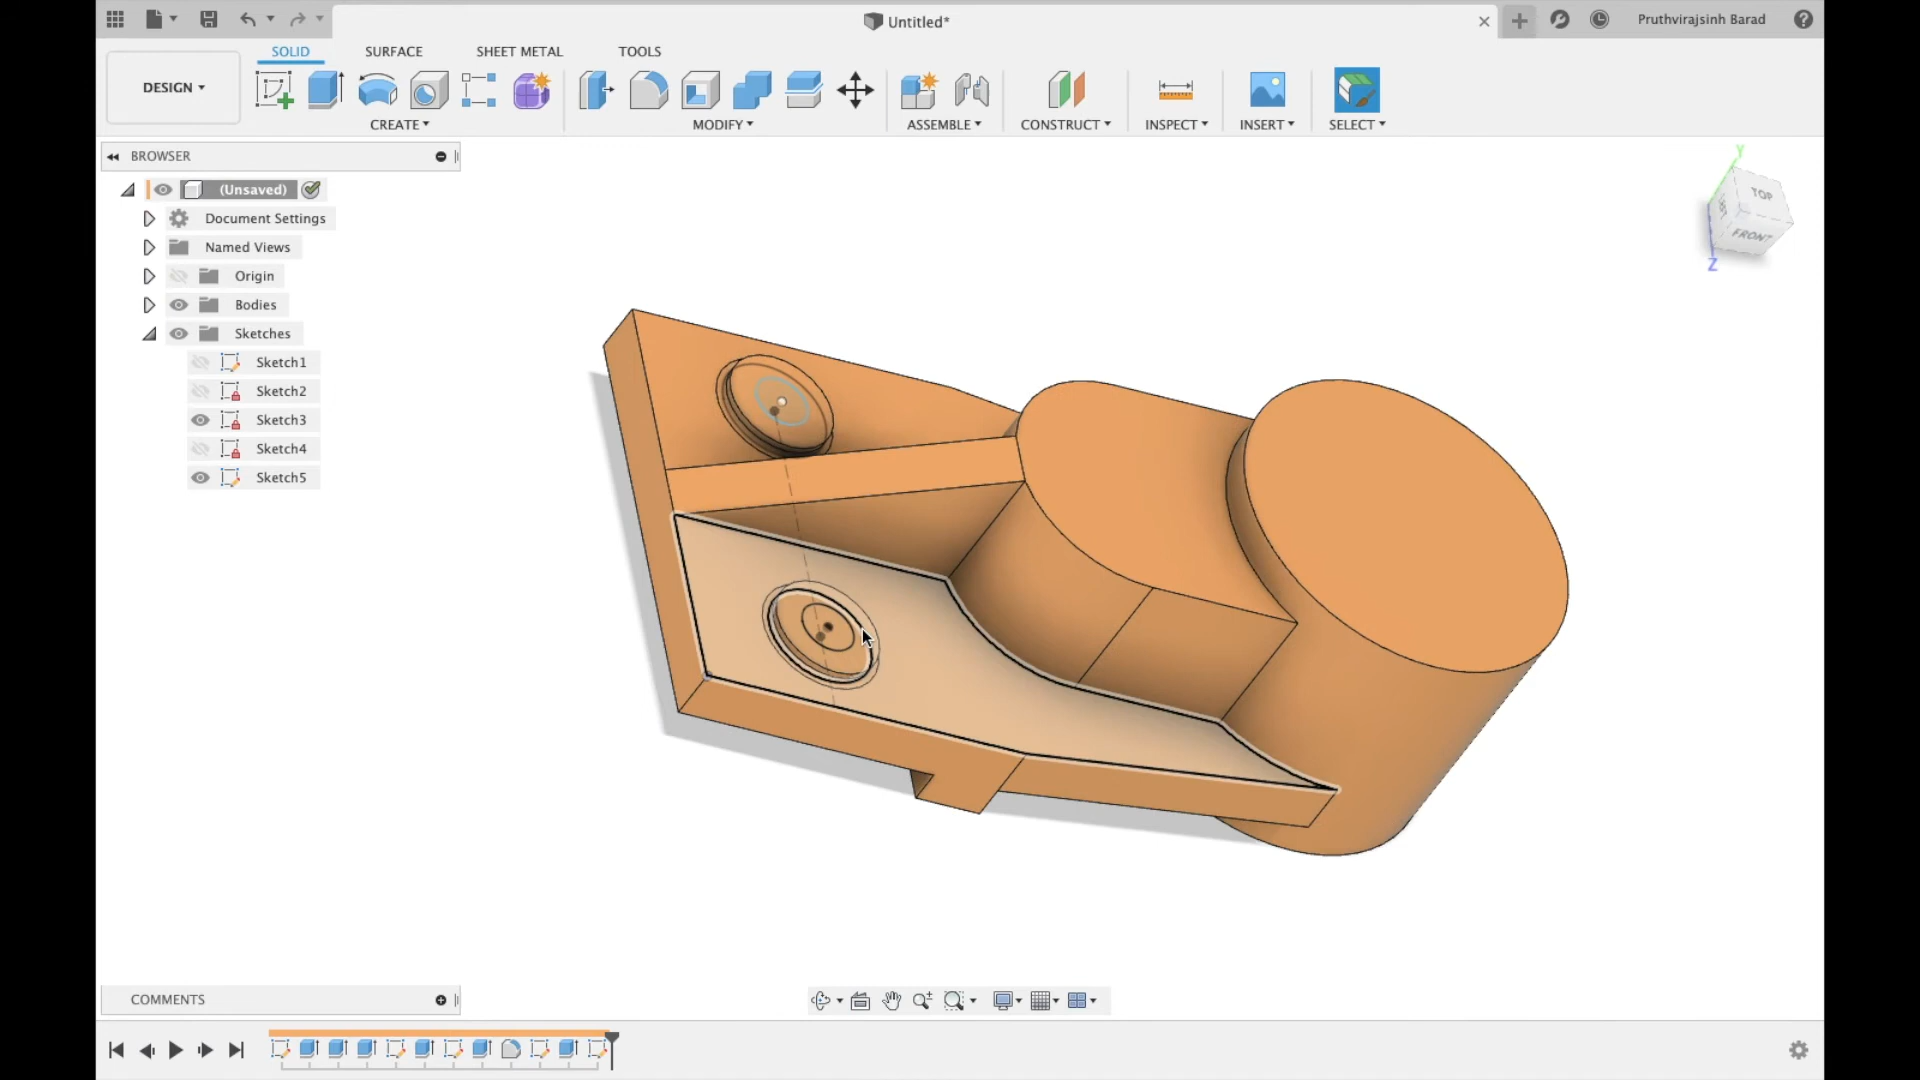 Untitled*
Pruthvirajsinh Barad
SOLID
SURFACE
SHEET METAL
TOOLS
DESIGN
CREATE
MODIFY
ASSEMBLE
CONSTRUCT
INSPECT
INSERT
SELECT
BROWSER
(Unsaved)
Document Settings
Named Views
Origin
Bodies
Sketches
Sketch1
Sketch2
Sketch3
Sketch4
Sketch5
Y
TOP
FRONT
Z
COMMENTS